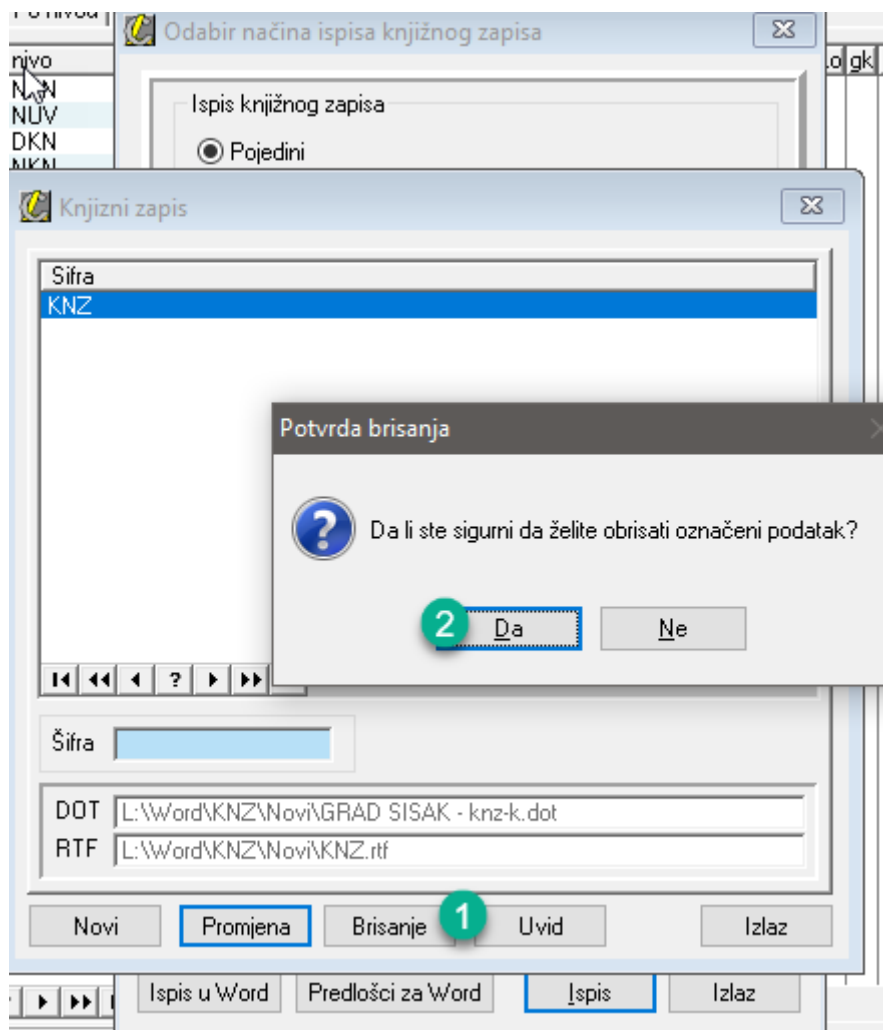 Odabir načina ispisa knjižnog zapisa
nivo
gk
Ispis knjižnog zapisa
NUV
Pojedini
DKN
NKN
Knjizni zapis
Sifra
KNZ
Potvrda brisanja
Da li ste sigurni da želite obrisati označeni podatak?
2 Da Ne
?
Šifra
DOT L:\Word\KNZ\Novi\GRAD SISAK - knz-k.dot
RTF L:\Word\KNZ\Novi\KNZ.rtf
Novi Promjena Brisanje 1 Uvid Izlaz
Ispis u Word Predlošci za Word Ispis Izlaz